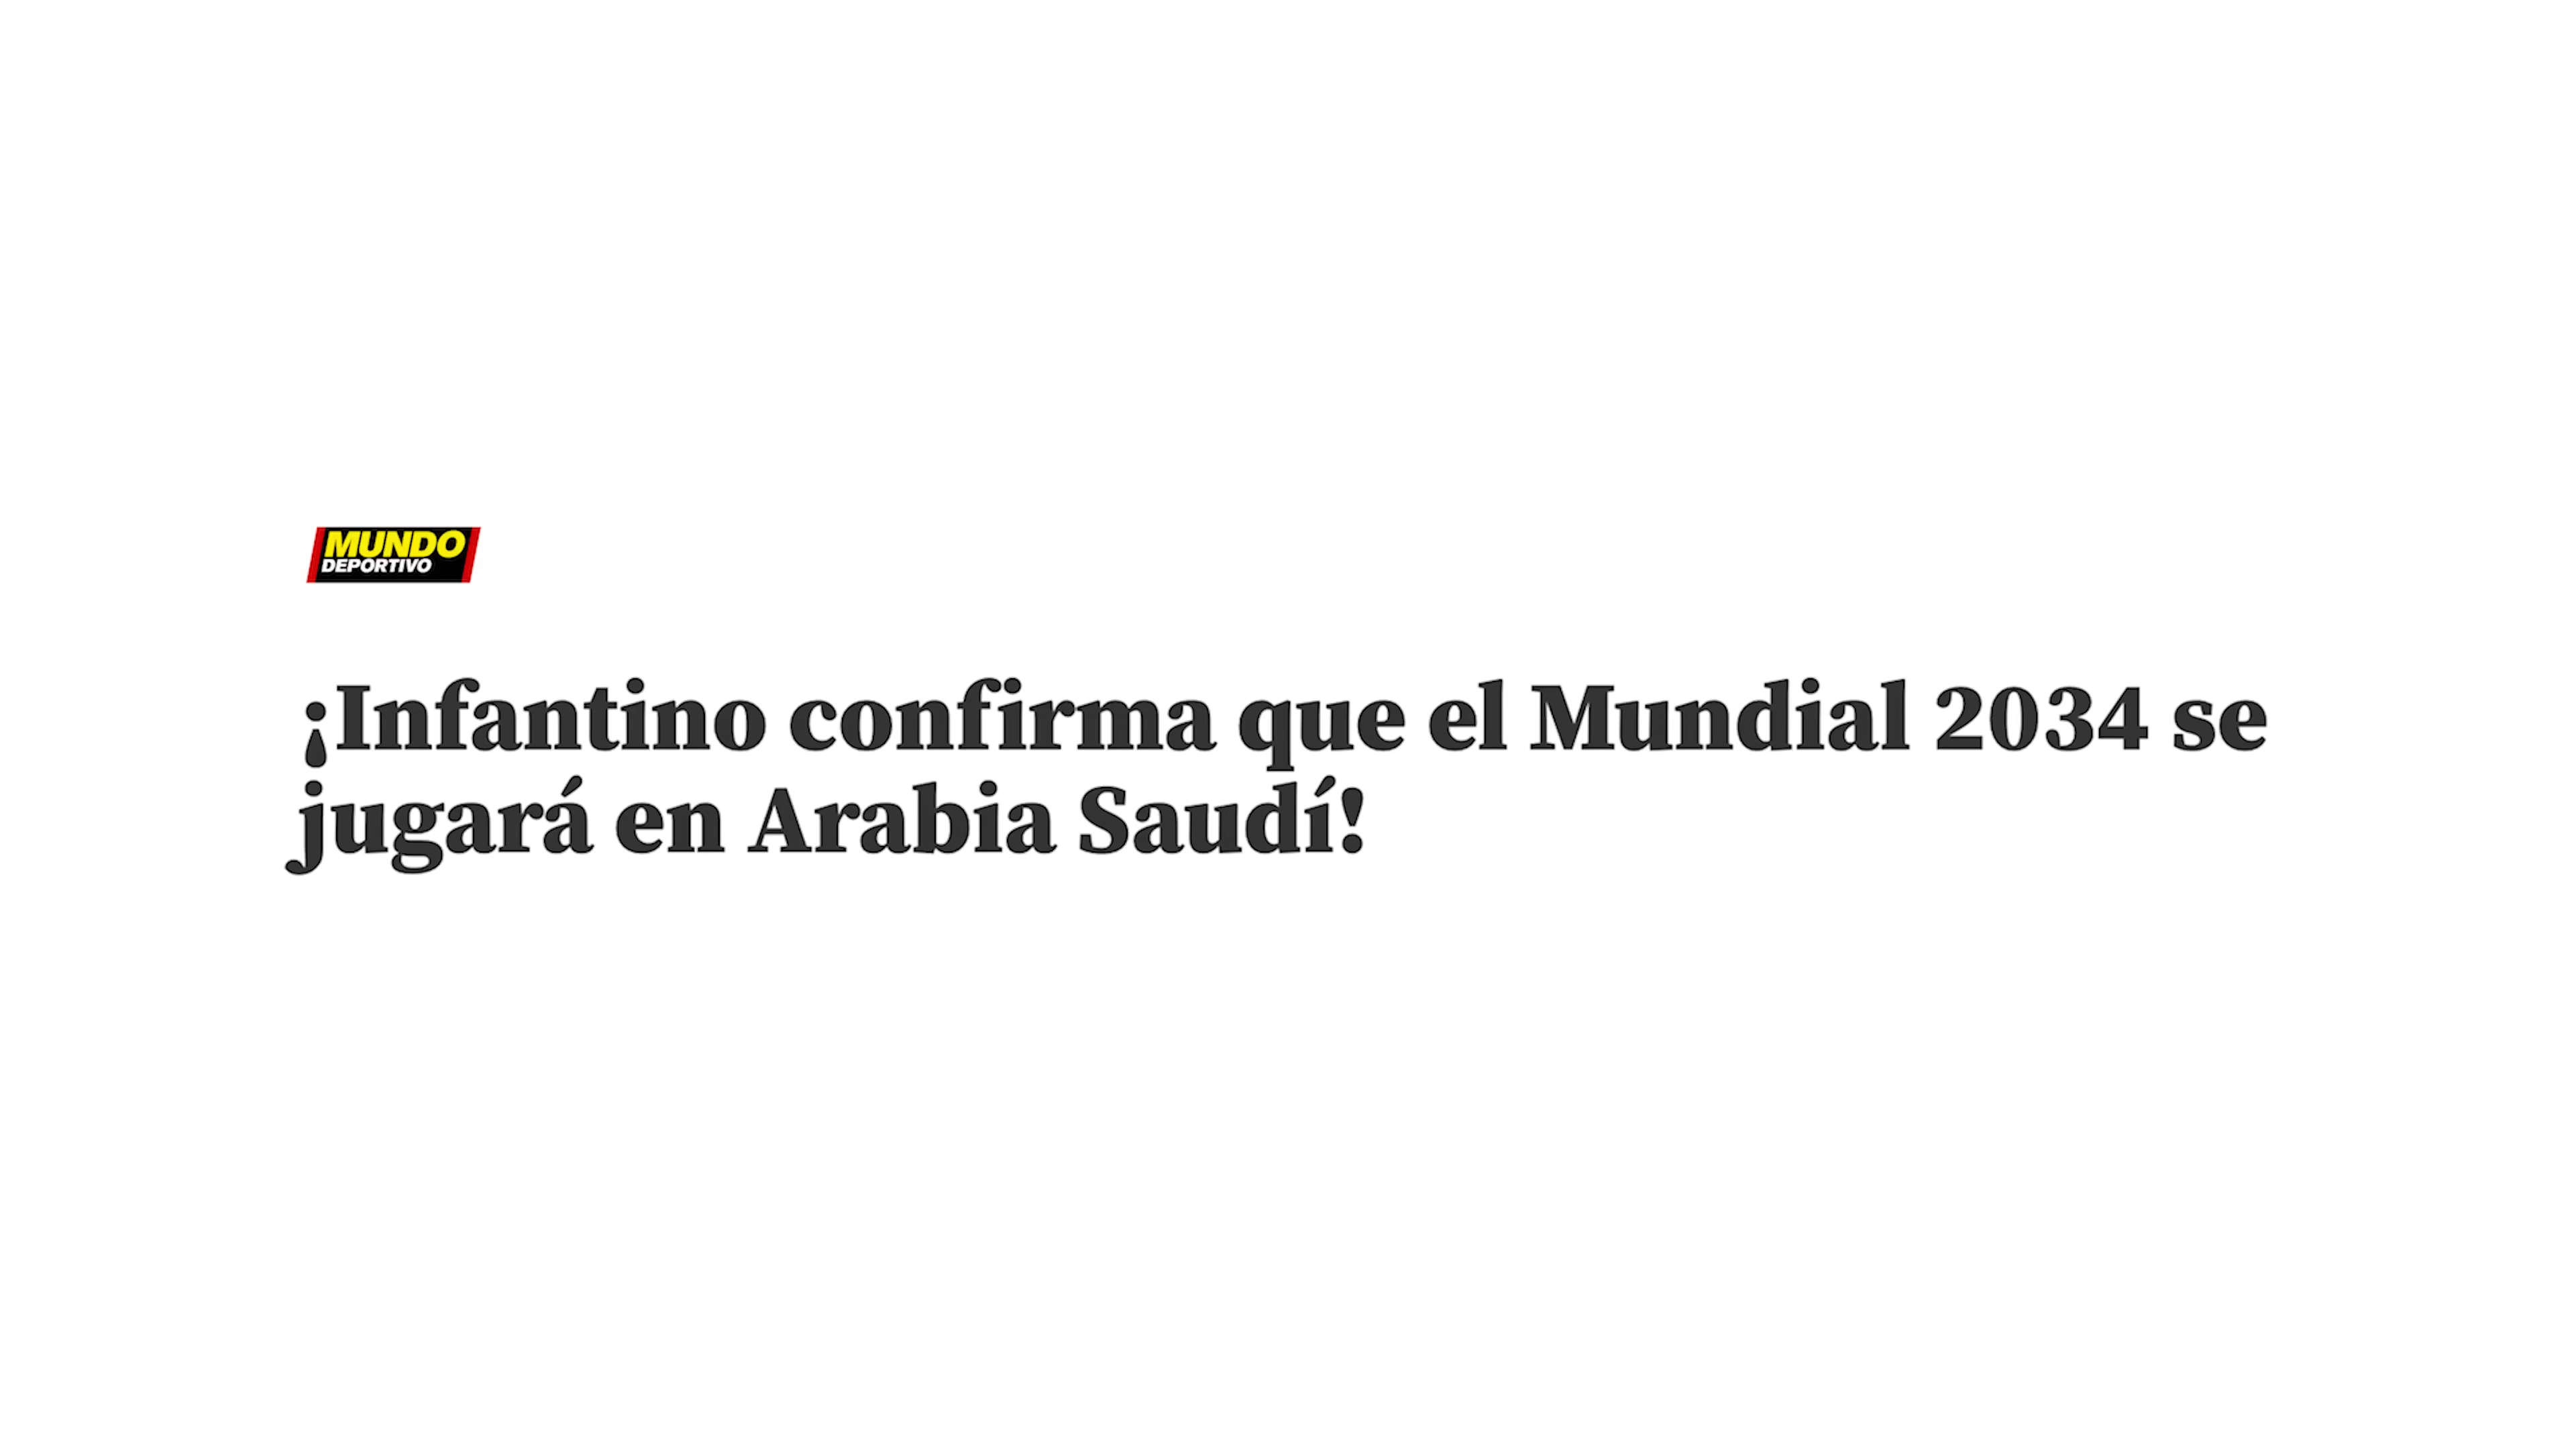 MUNDO
DEPORTIVO
¡Infantino confirma que el Mundial 2034 se
jugará en Arabia Saudí!